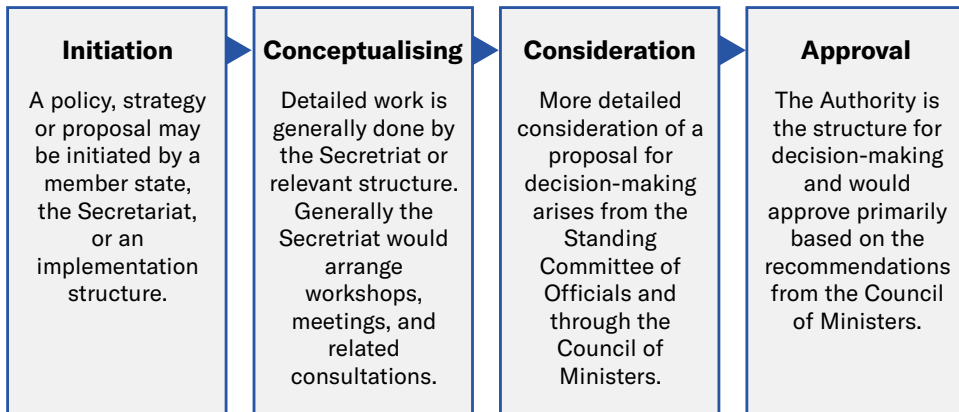 Initiation
A policy, strategy
or proposal may
be initiated by a
member state,
the Secretariat,
or an
implementation
structure.
Conceptualising
Detailed work is
generally done by
the Secretriat or
relevant structure.
Generally the
Secretriat would
arrange
workshops,
meetings, and
related
consultations.
Consideration
More detailed
consideration of a
proposal for
decision-making
arises from the
Standing
Committee of
Officials and
through the
Council of
Ministers.
Approval
The Authority is
the structure for
decision-making
and would
approve primarily
based on the
recommendations
from the Council
of Ministers.